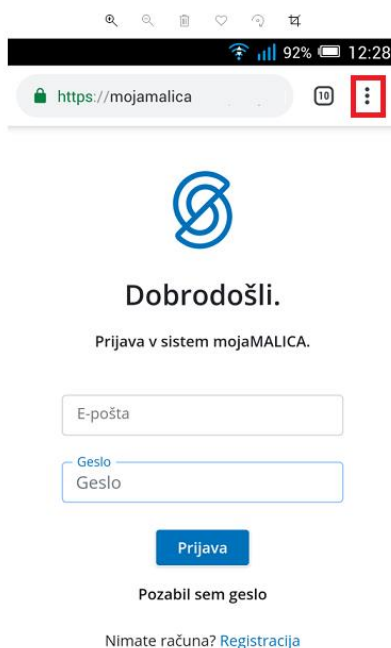 92% 12:28
https://mojamalica 10
Dobrodošli.
Prijava v sistem mojaMALICA.
E-pošta
Geslo
Geslo
Prijava
Pozabil sem geslo
Nimate računa? Registracija